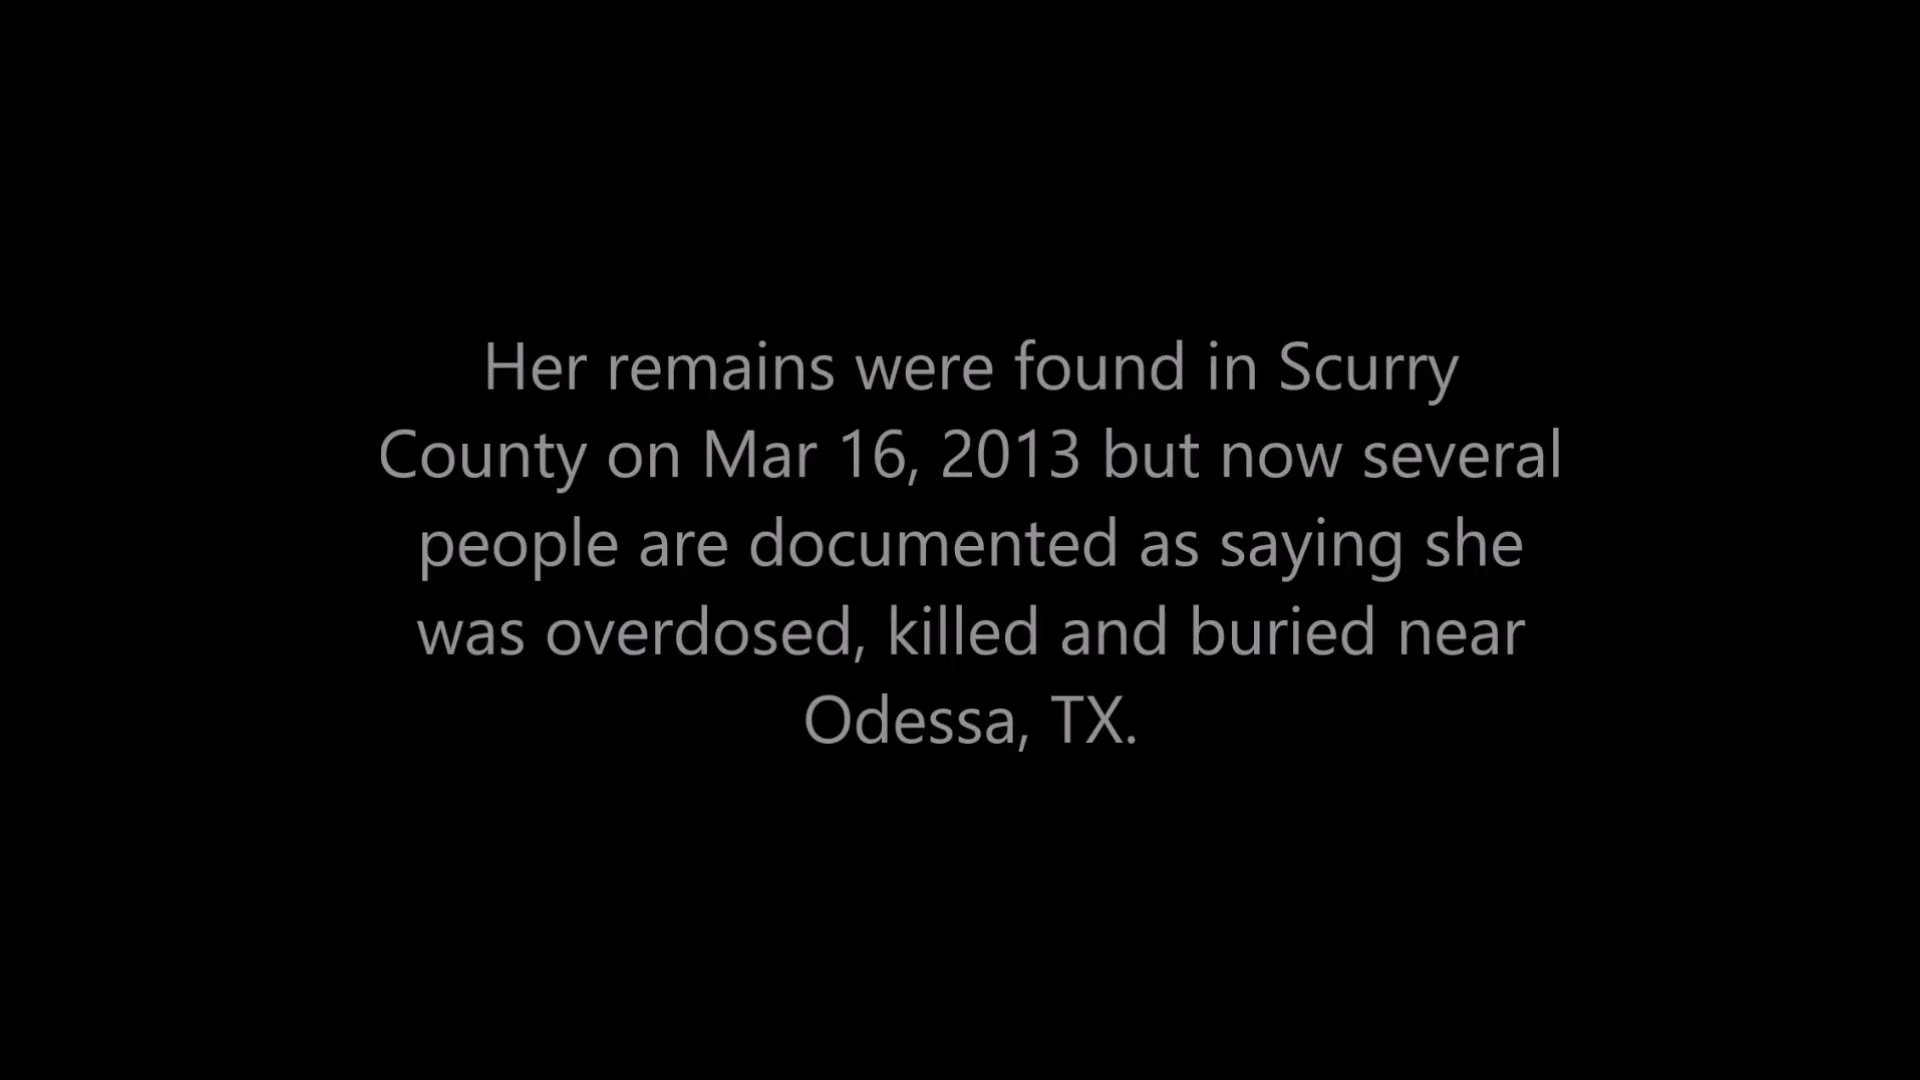 Her remains were found in Scurry
County on Mar 16, 2013 but now several
people are documented as saying she
was overdosed, killed and buried near
Odessa, TX.